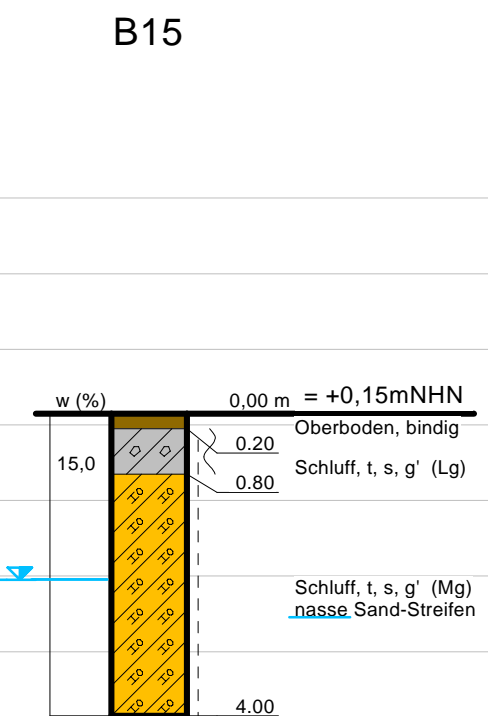 B15
w (%)
0,00 m = +0,15mNHN
Oberboden, bindig
0.20
15,0
Schluff, t, s, g' (Lg)
0.80
Schluff, t, s, g' (Mg)
nasse Sand-Streifen
4.00